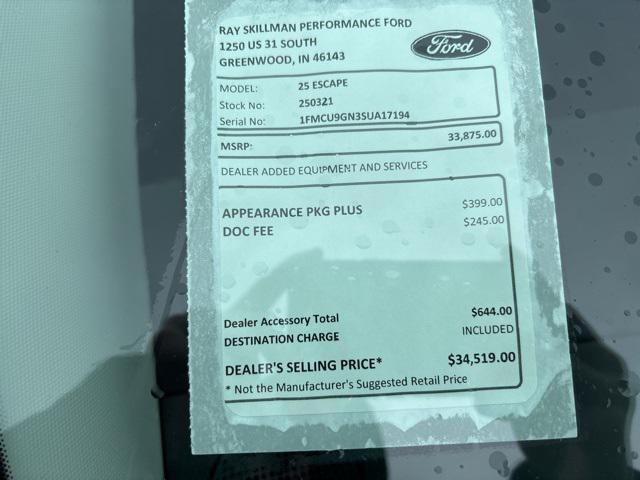 RAY SKILLMAN PERFORMANCE FORD
1250 US 31 SOUTH
GREENWOOD, IN 46143
Ford
MODEL: 25 ESCAPE
Stock No: 250321
Serial No: 1FMCU9GN3SUA17194
MSRP: 33,875.00
DEALER ADDED EQUIPMENT AND SERVICES
APPEARANCE PKG PLUS $399.00
DOC FEE $245.00
Dealer Accessory Total $644.00
DESTINATION CHARGE INCLUDED
DEALER'S SELLING PRICE* $34,519.00
* Not the Manufacturer's Suggested Retail Price